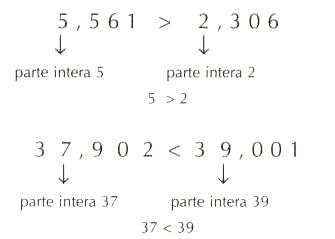 5,561 > 2,306
↓ ↓
parte intera 5 parte intera 2
5 > 2
37,902 < 39,001
↓ ↓
parte intera 37 parte intera 39
37 < 39